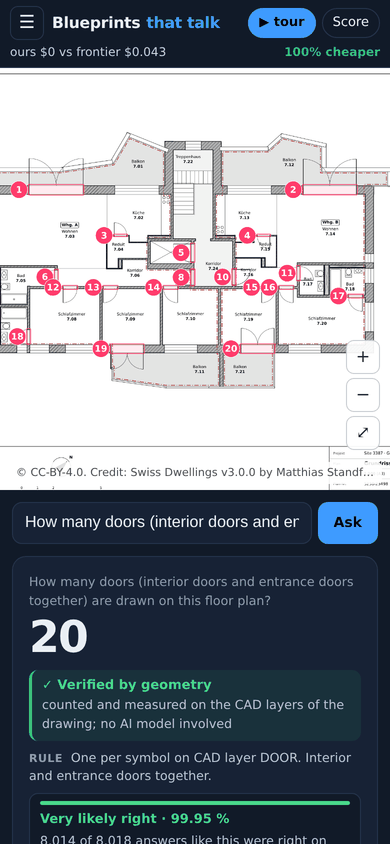 ☰ Blueprints that talk ▶ tour Score
ours $0 vs frontier $0.043 100% cheaper
Balkon
7.01
Treppenhaus
7.22
Balkon
7.12
1
2
Küche
7.02
Küche
7.13
Whg. A
Wohnen
7.03
Whg. B
Wohnen
7.14
3
Reduit
7.04
4
Reduit
7.15
5
Korridor
7.24
Bad
7.05
6
12
13
Korridor
7.06
14
8
10
Korridor
7.16
15
16
11
7.17
Bad
7.18
17
Schlafzimmer
7.08
Schlafzimmer
7.09
Schlafzimmer
7.10
Schlafzimmer
7.19
Schlafzimmer
7.20
18
19
20
Balkon
7.11
Balkon
7.21
+
−
⤢
N
© CC-BY-4.0. Credit: Swiss Dwellings v3.0.0 by Matthias Standf…
How many doors (interior doors and er
Ask
How many doors (interior doors and entrance doors
together) are drawn on this floor plan?
20
✓ Verified by geometry
counted and measured on the CAD layers of the
drawing; no AI model involved
RULE One per symbol on CAD layer DOOR. Interior
and entrance doors together.
Very likely right · 99.95 %
8,014 of 8,018 answers like this were right on